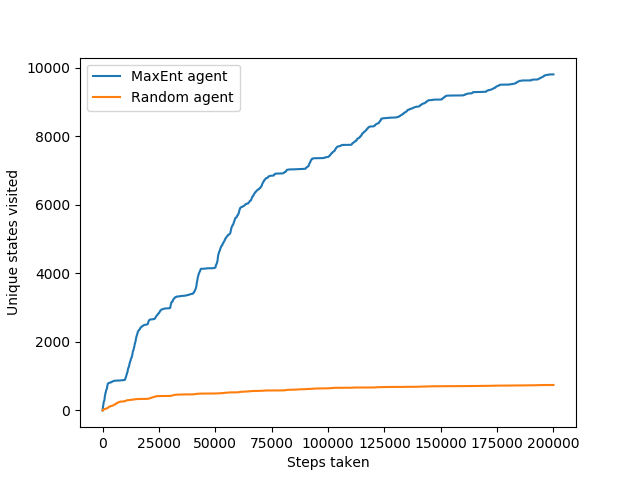 MaxEnt agent
Random agent
Unique states visited
10000
8000
6000
4000
2000
0
0 25000 50000 75000 100000 125000 150000 175000 200000
Steps taken